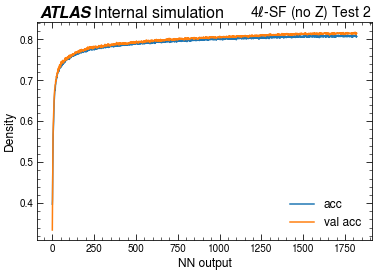 ATLAS Internal simulation 4ℓ-SF (no Z) Test 2
0.8
0.7
0.6
0.5
0.4
Density
acc
val acc
0 250 500 750 1000 1250 1500 1750
NN output